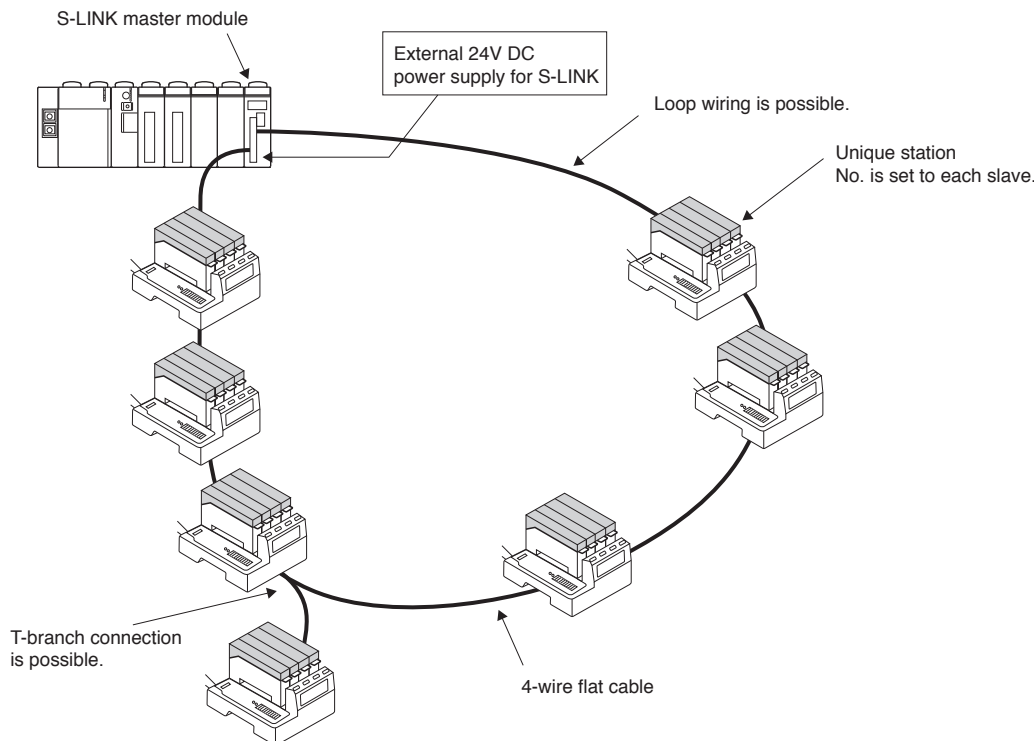 S-LINK master module
External 24V DC
power supply for S-LINK
Loop wiring is possible.
Unique station
No. is set to each slave.
T-branch connection
is possible.
4-wire flat cable